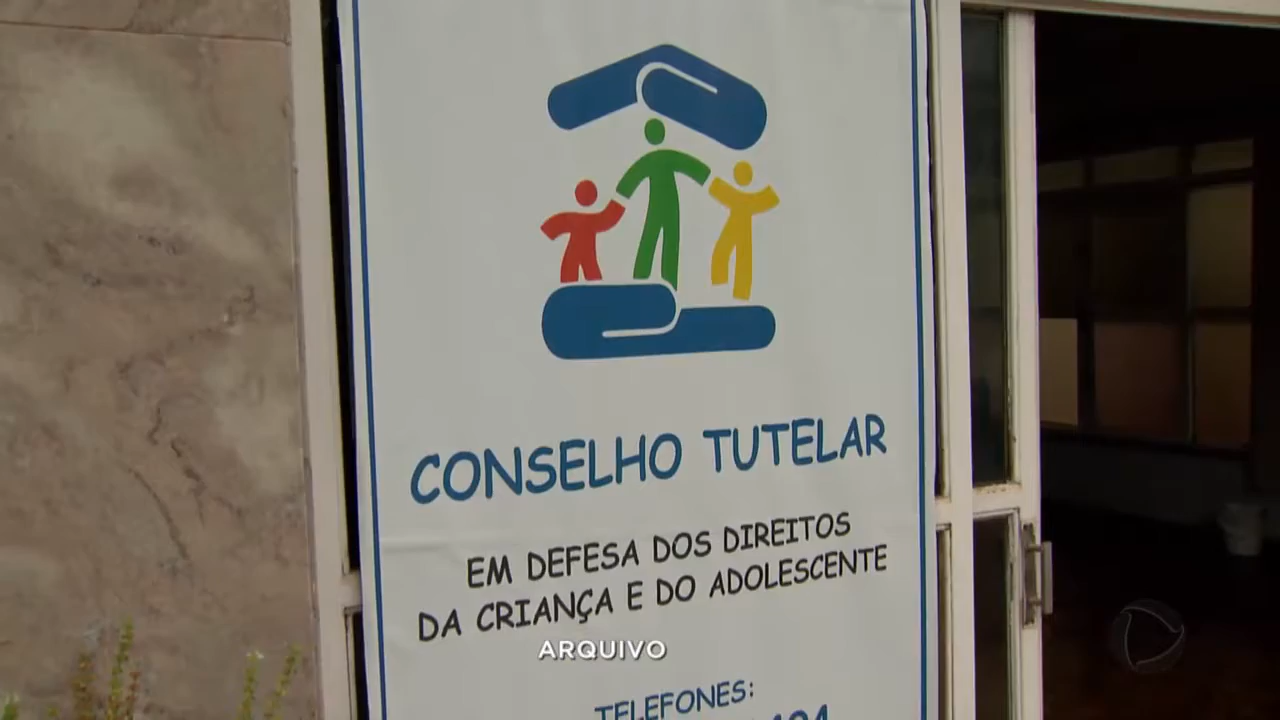 CONSELHO TUTELAR
EM DEFESA DOS DIREITOS
DA CRIANÇA E DO ADOLESCENTE
ARQUIVO
TELEFONES: